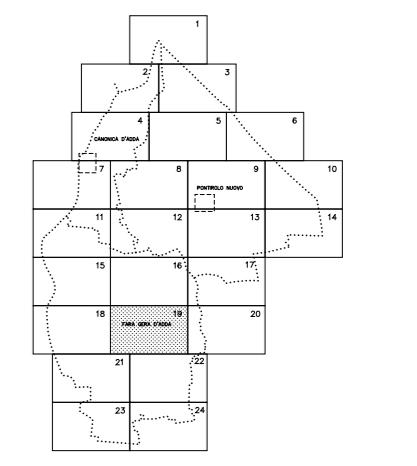 1
2 3
4 5 6
CANONICA D'ADDA
7 8 9 10
PONTIROLO NUOVO
11 12 13 14
15 16 17
18 19 20
FARA GERA D'ADDA
21 22
23 24